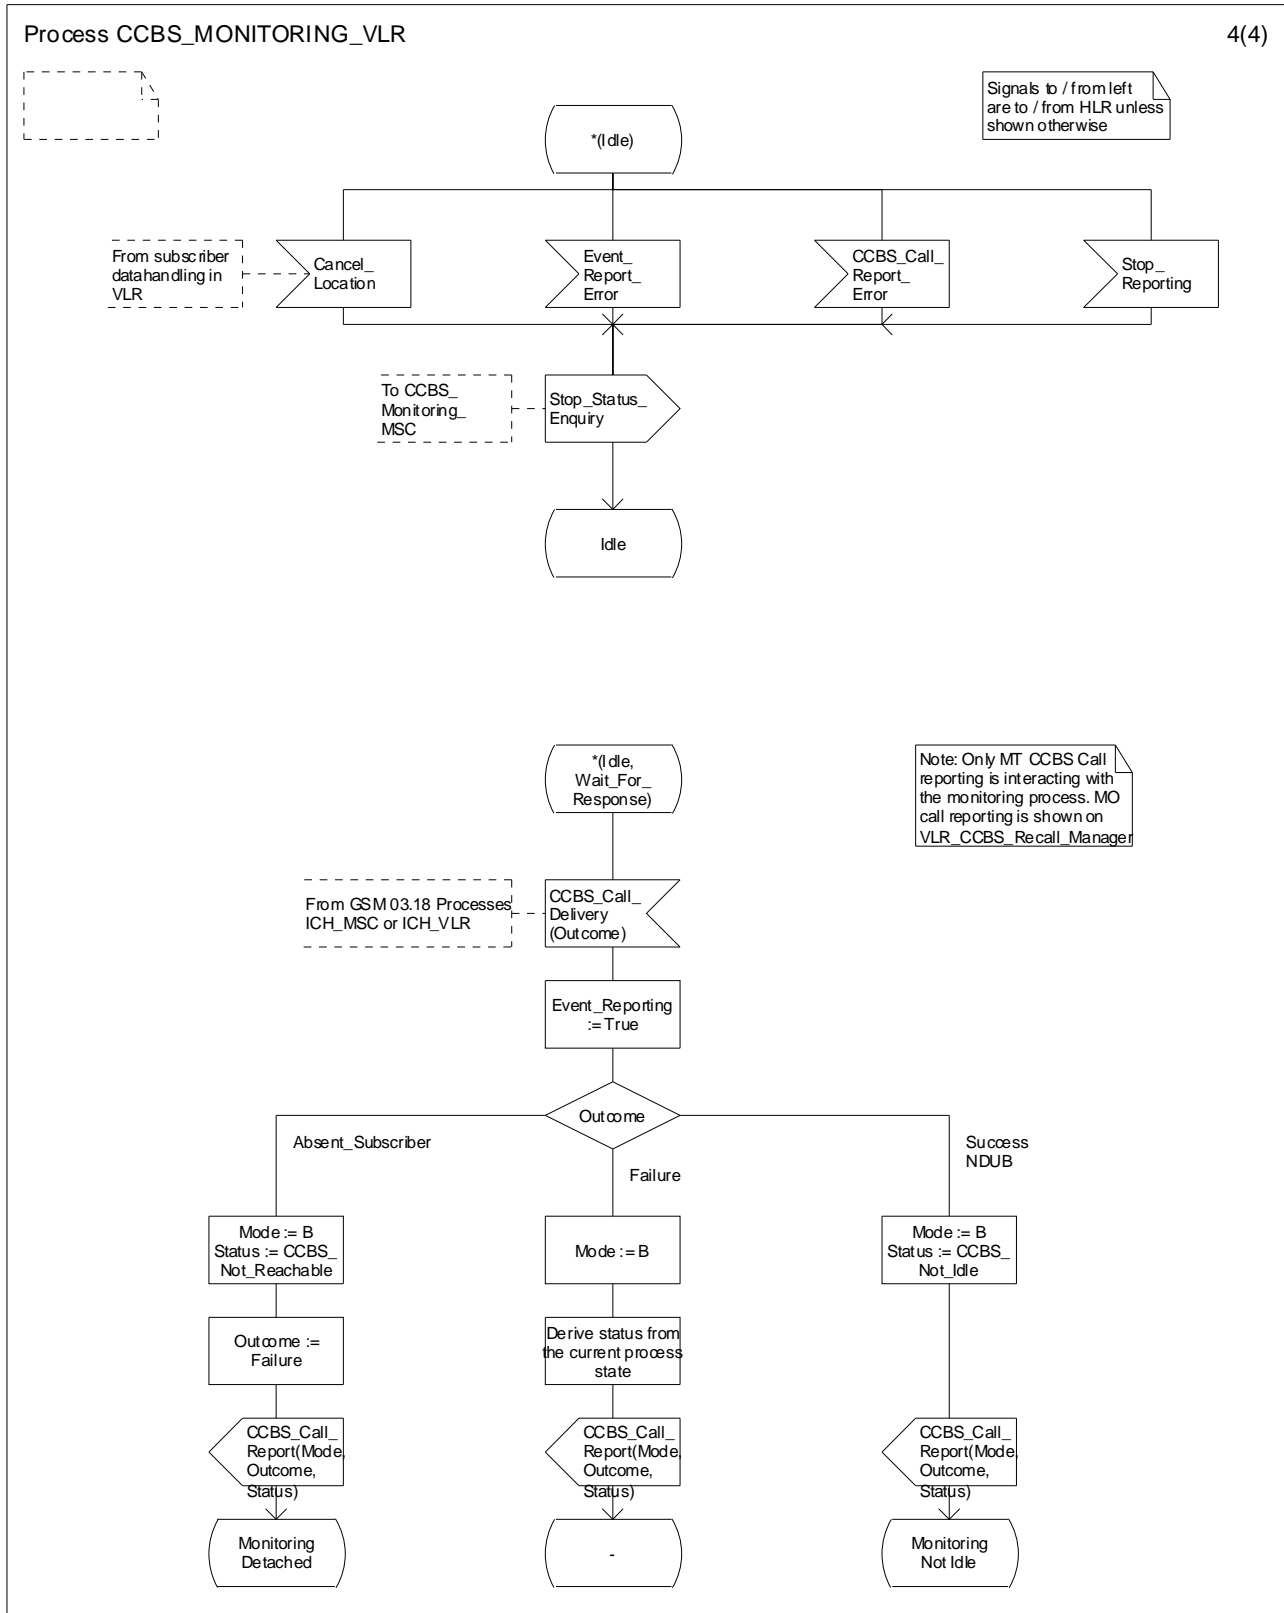 Process CCBS_MONITORING_VLR
4(4)
Signals to / from left
are to / from HLR unless
shown otherwise
*(Idle)
From subscriber
datahandling in
VLR
Cancel_
Location
Event_
Report_
Error
CCBS_Call_
Report_
Error
Stop_
Reporting
To CCBS_
Monitoring_
MSC
Stop_Status_
Enquiry
Idle
*(Idle,
Wait_For_
Response)
Note: Only MT CCBS Call
reporting is interacting with
the monitoring process. MO
call reporting is shown on
VLR_CCBS_Recall_Manager
From GSM 03.18 Processes
ICH_MSC or ICH_VLR
CCBS_Call_
Delivery
(Outcome)
Event_Reporting
:= True
Outcome
Absent_Subscriber
Failure
Success
NDUB
Mode := B
Status := CCBS_
Not_Reachable
Mode := B
Mode := B
Status := CCBS_
Not_Idle
Outcome :=
Failure
Derive status from
the current process
state
CCBS_Call_
Report(Mode,
Outcome,
Status)
CCBS_Call_
Report(Mode,
Outcome,
Status)
CCBS_Call_
Report(Mode,
Outcome,
Status)
Monitoring
Detached
-
Monitoring
Not Idle